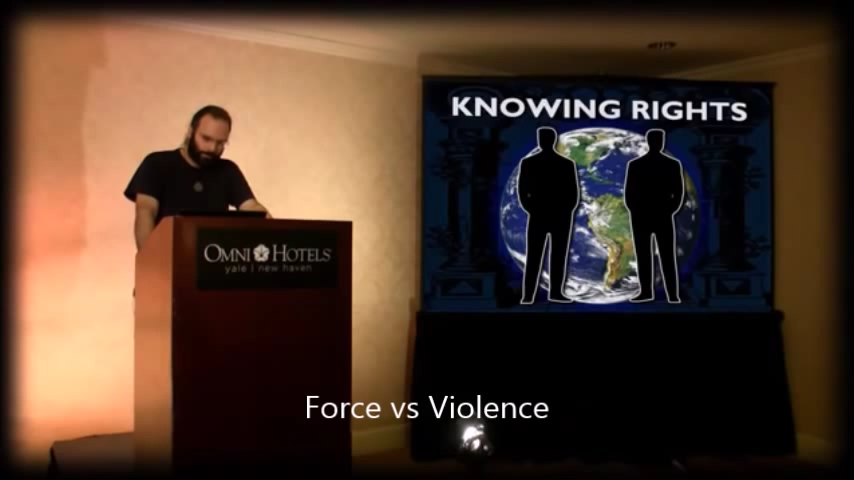 KNOWING RIGHTS
OMNI HOTELS
yale | new haven
Force vs Violence